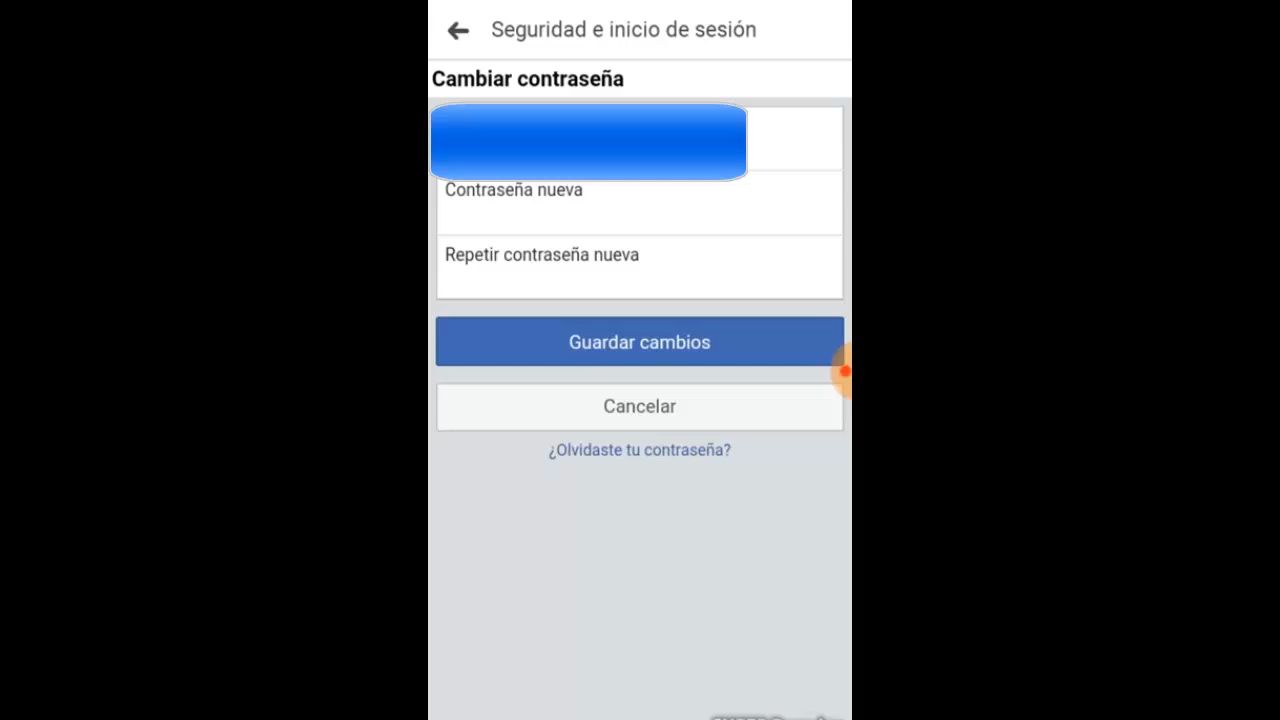 Seguridad e inicio de sesión
Cambiar contraseña
Contraseña nueva
Repetir contraseña nueva
Guardar cambios
Cancelar
¿Olvidaste tu contraseña?